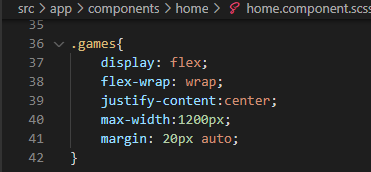 src > app > components > home > home.component.scss
35
36 .games{
37 display: flex;
38 flex-wrap: wrap;
39 justify-content:center;
40 max-width:1200px;
41 margin: 20px auto;
42 }